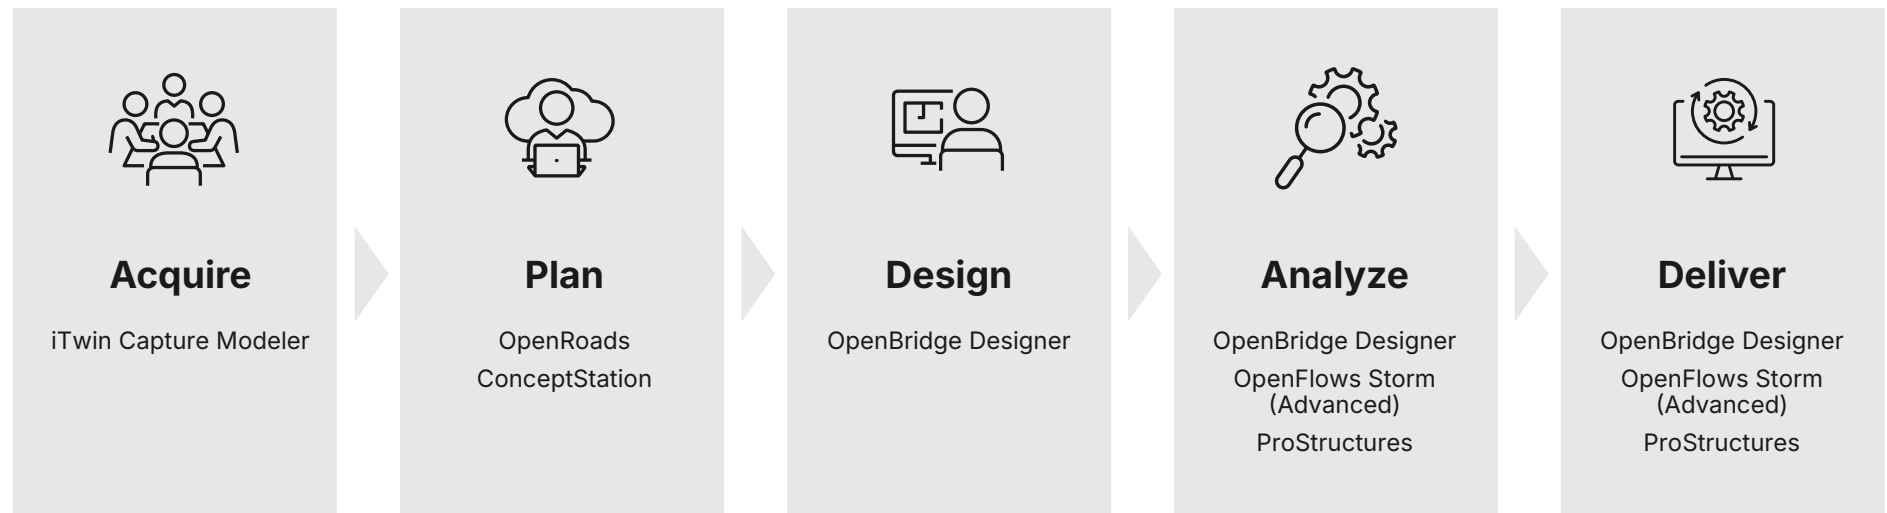 Acquire
iTwin Capture Modeler
Plan
OpenRoads
ConceptStation
Design
OpenBridge Designer
Analyze
OpenBridge Designer
OpenFlows Storm
(Advanced)
ProStructures
Deliver
OpenBridge Designer
OpenFlows Storm
(Advanced)
ProStructures